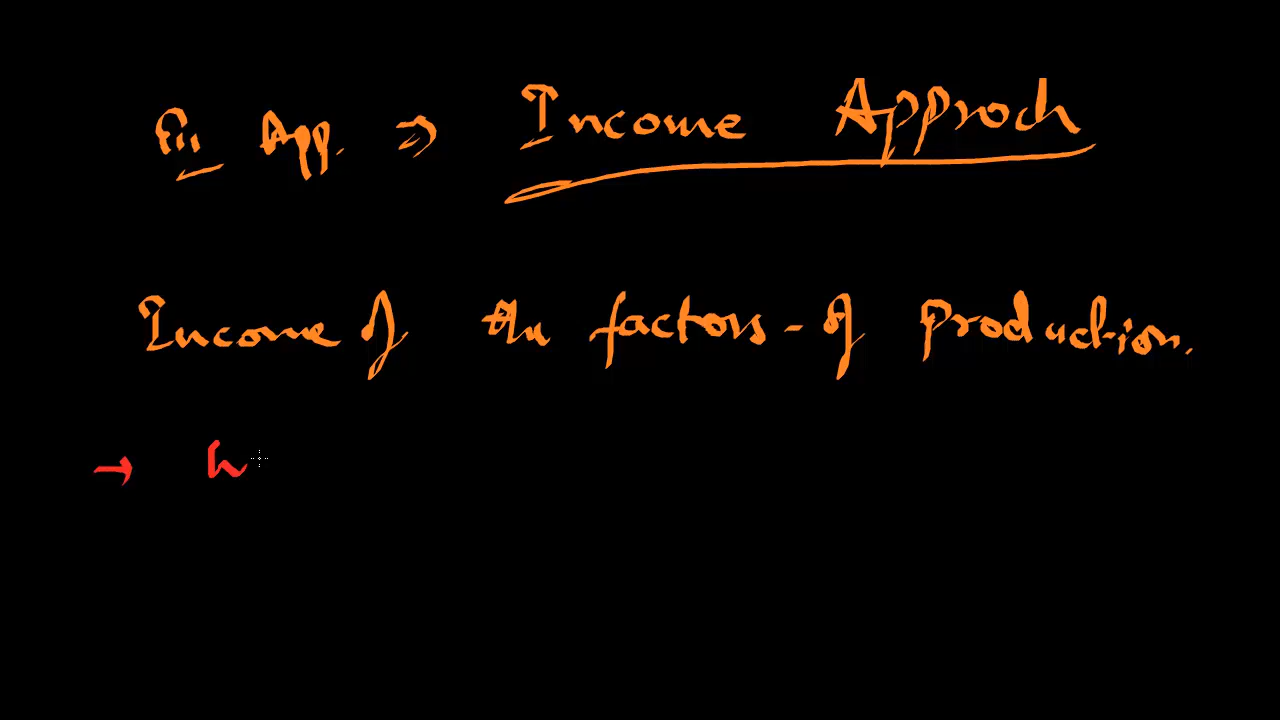 App. ⇒ Income Approch
Income of the factors - of production.
→